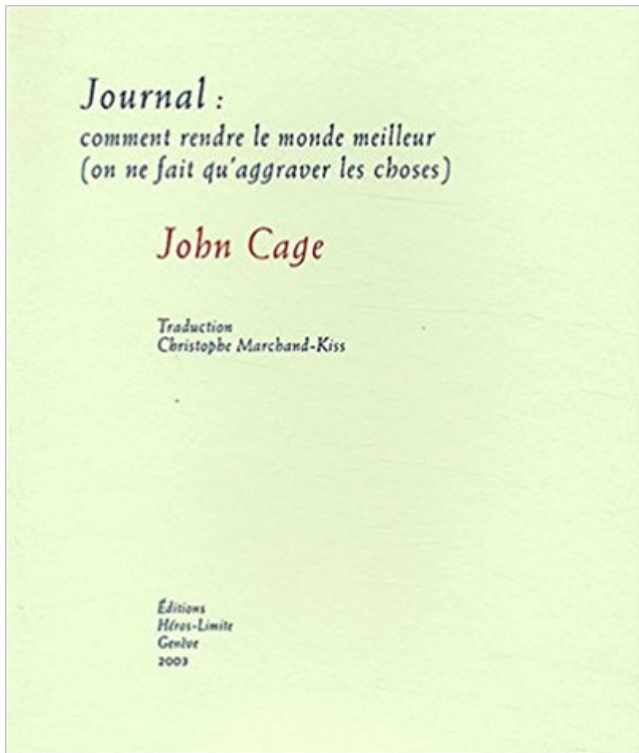 Journal :
comment rendre le monde meilleur
(on ne fait qu'aggraver les choses)
John Cage
Traduction
Christophe Marchand-Kiss
Éditions
Héros-Limite
Genève
2003